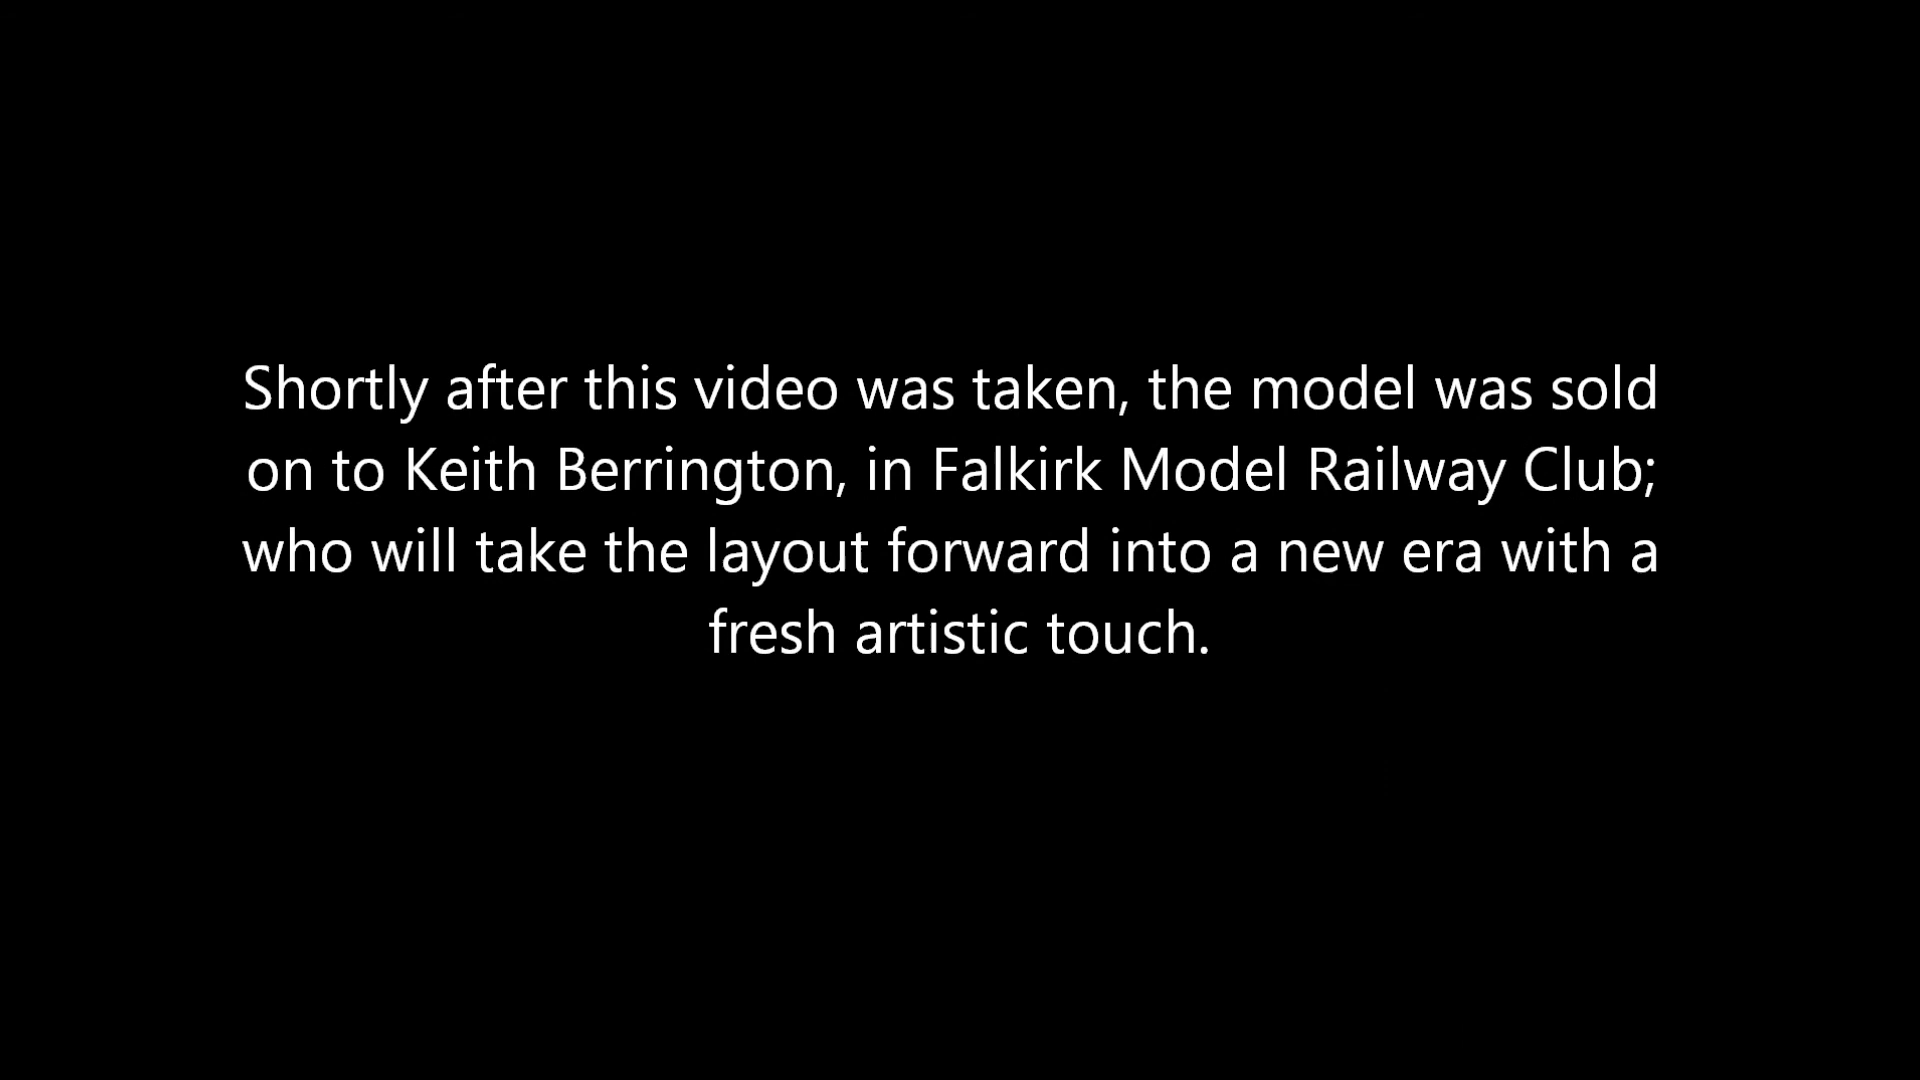 Shortly after this video was taken, the model was sold
on to Keith Berrington, in Falkirk Model Railway Club;
who will take the layout forward into a new era with a
fresh artistic touch.